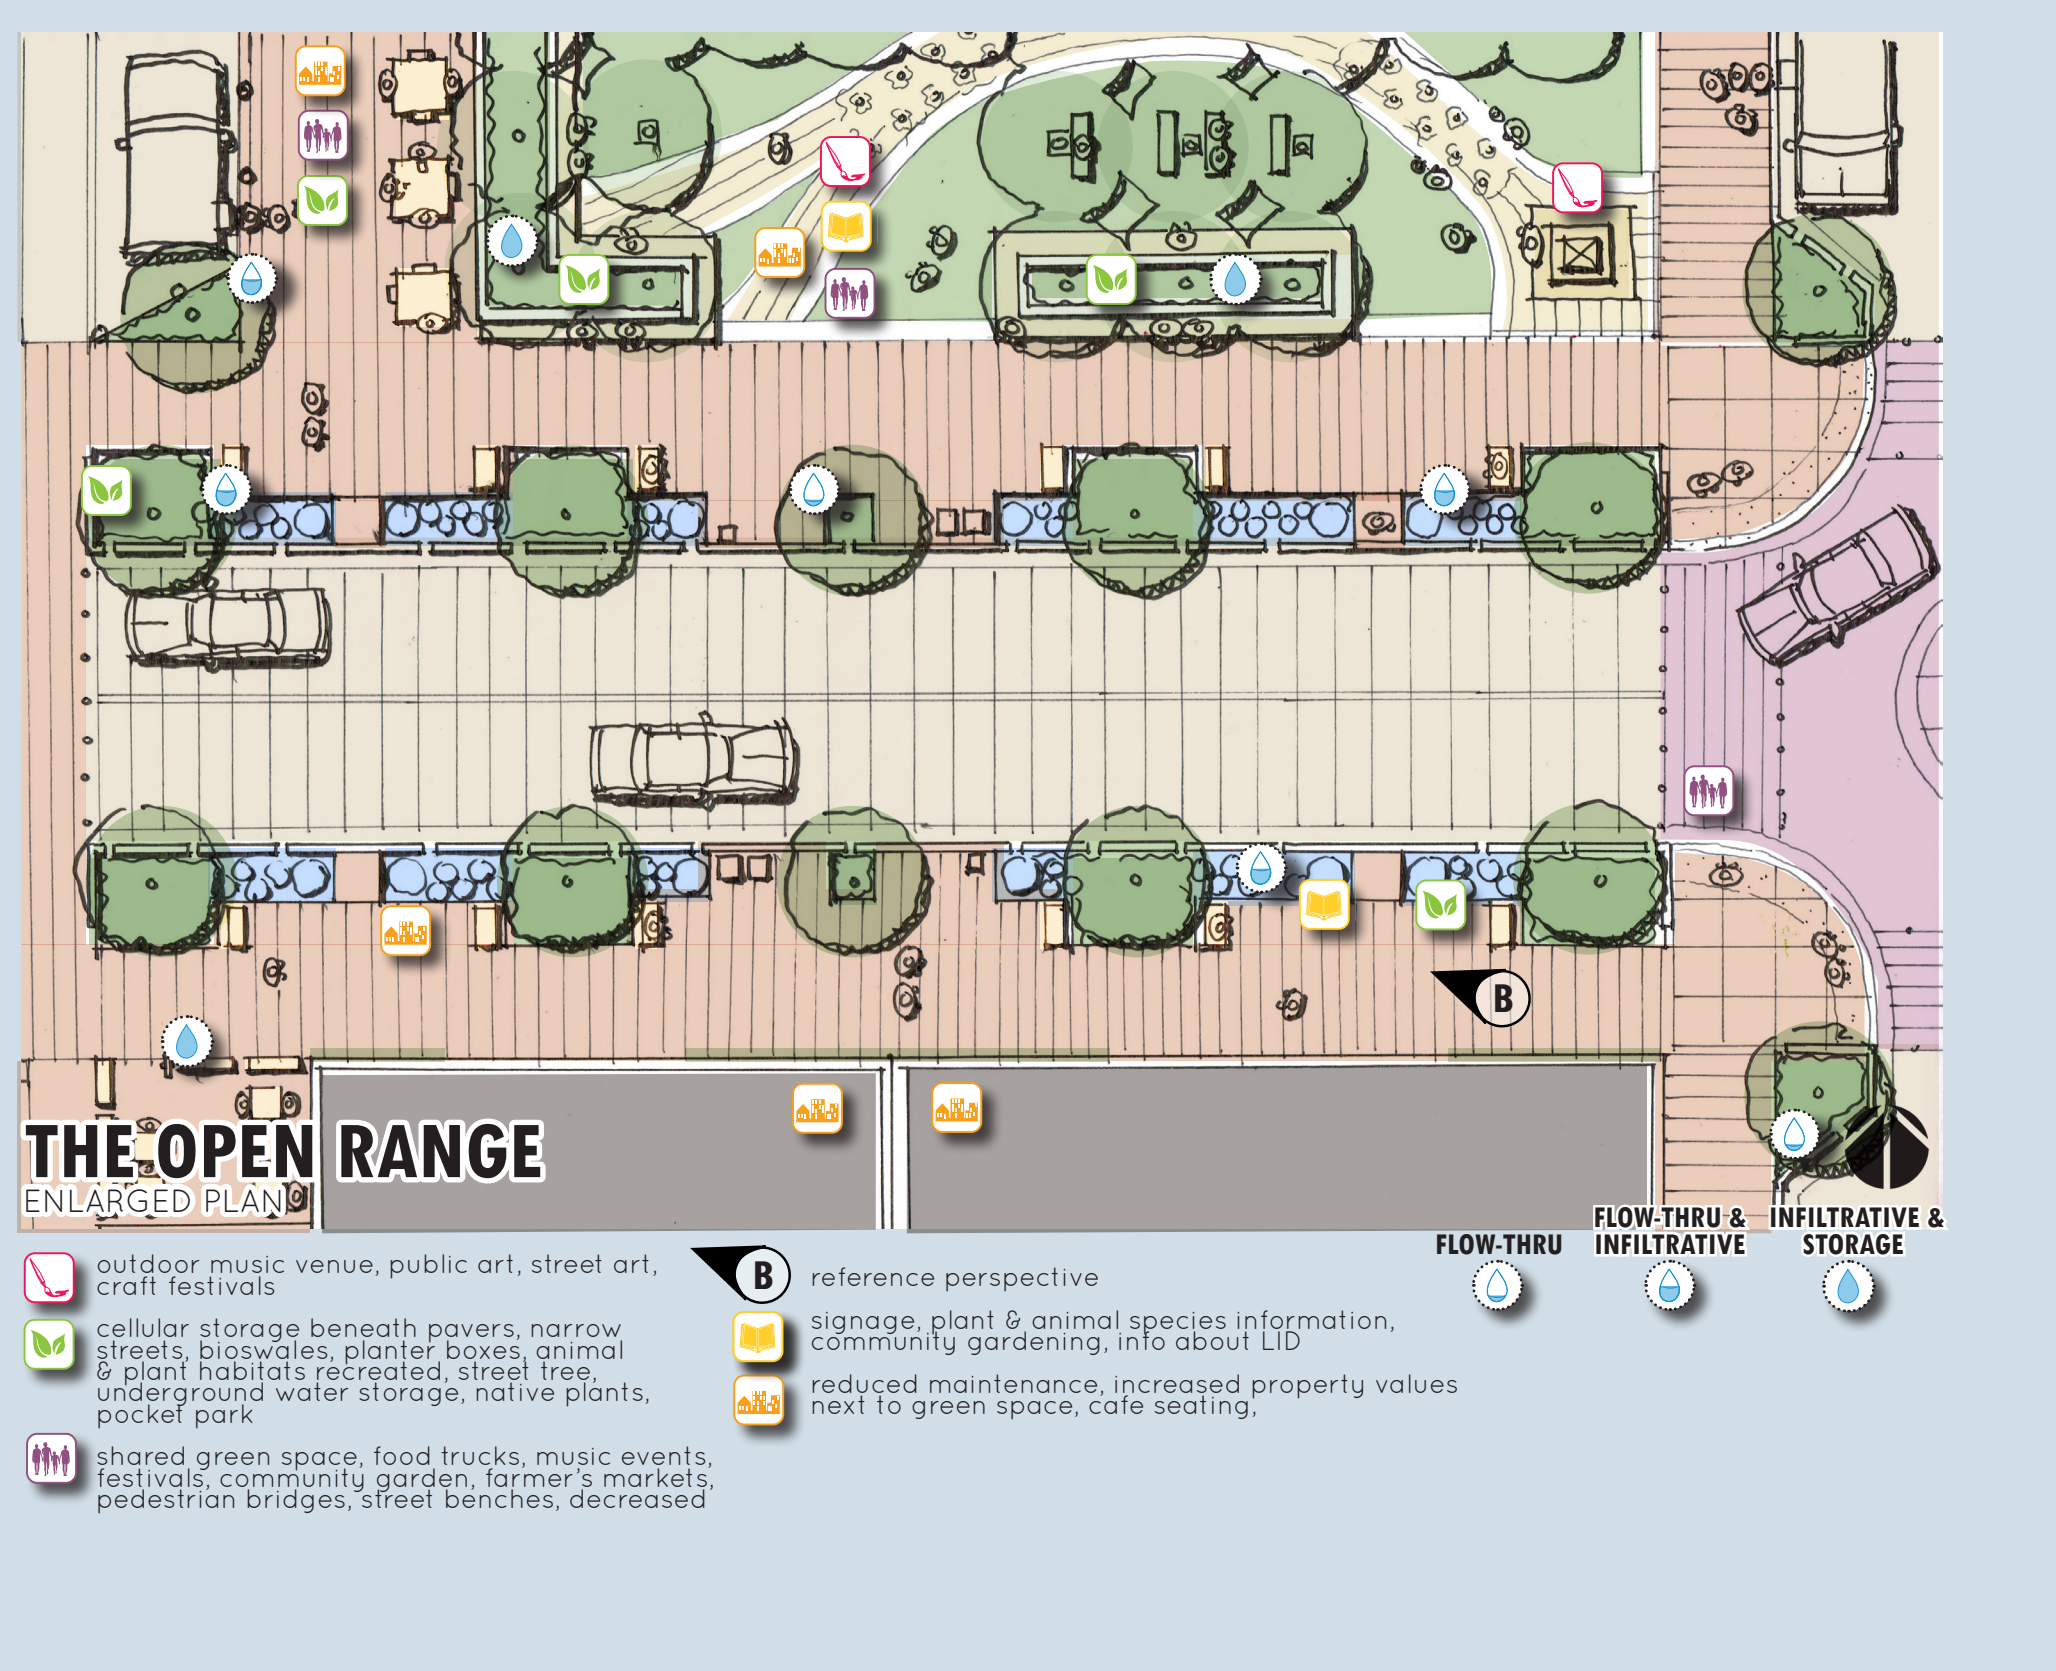 B
THE OPEN RANGE
ENLARGED PLAN
FLOW-THRU
FLOW-THRU &
INFILTRATIVE
INFILTRATIVE &
STORAGE
outdoor music venue, public art, street art,
craft festivals
cellular storage beneath pavers, narrow
streets, bioswales, planter boxes, animal
& plant habitats recreated, street tree,
underground water storage, native plants,
pocket park
shared green space, food trucks, music events,
festivals, community garden, farmer's markets,
pedestrian bridges, street benches, decreased
B
reference perspective
signage, plant & animal species information,
community gardening, info about LID
reduced maintenance, increased property values
next to green space, cafe seating,